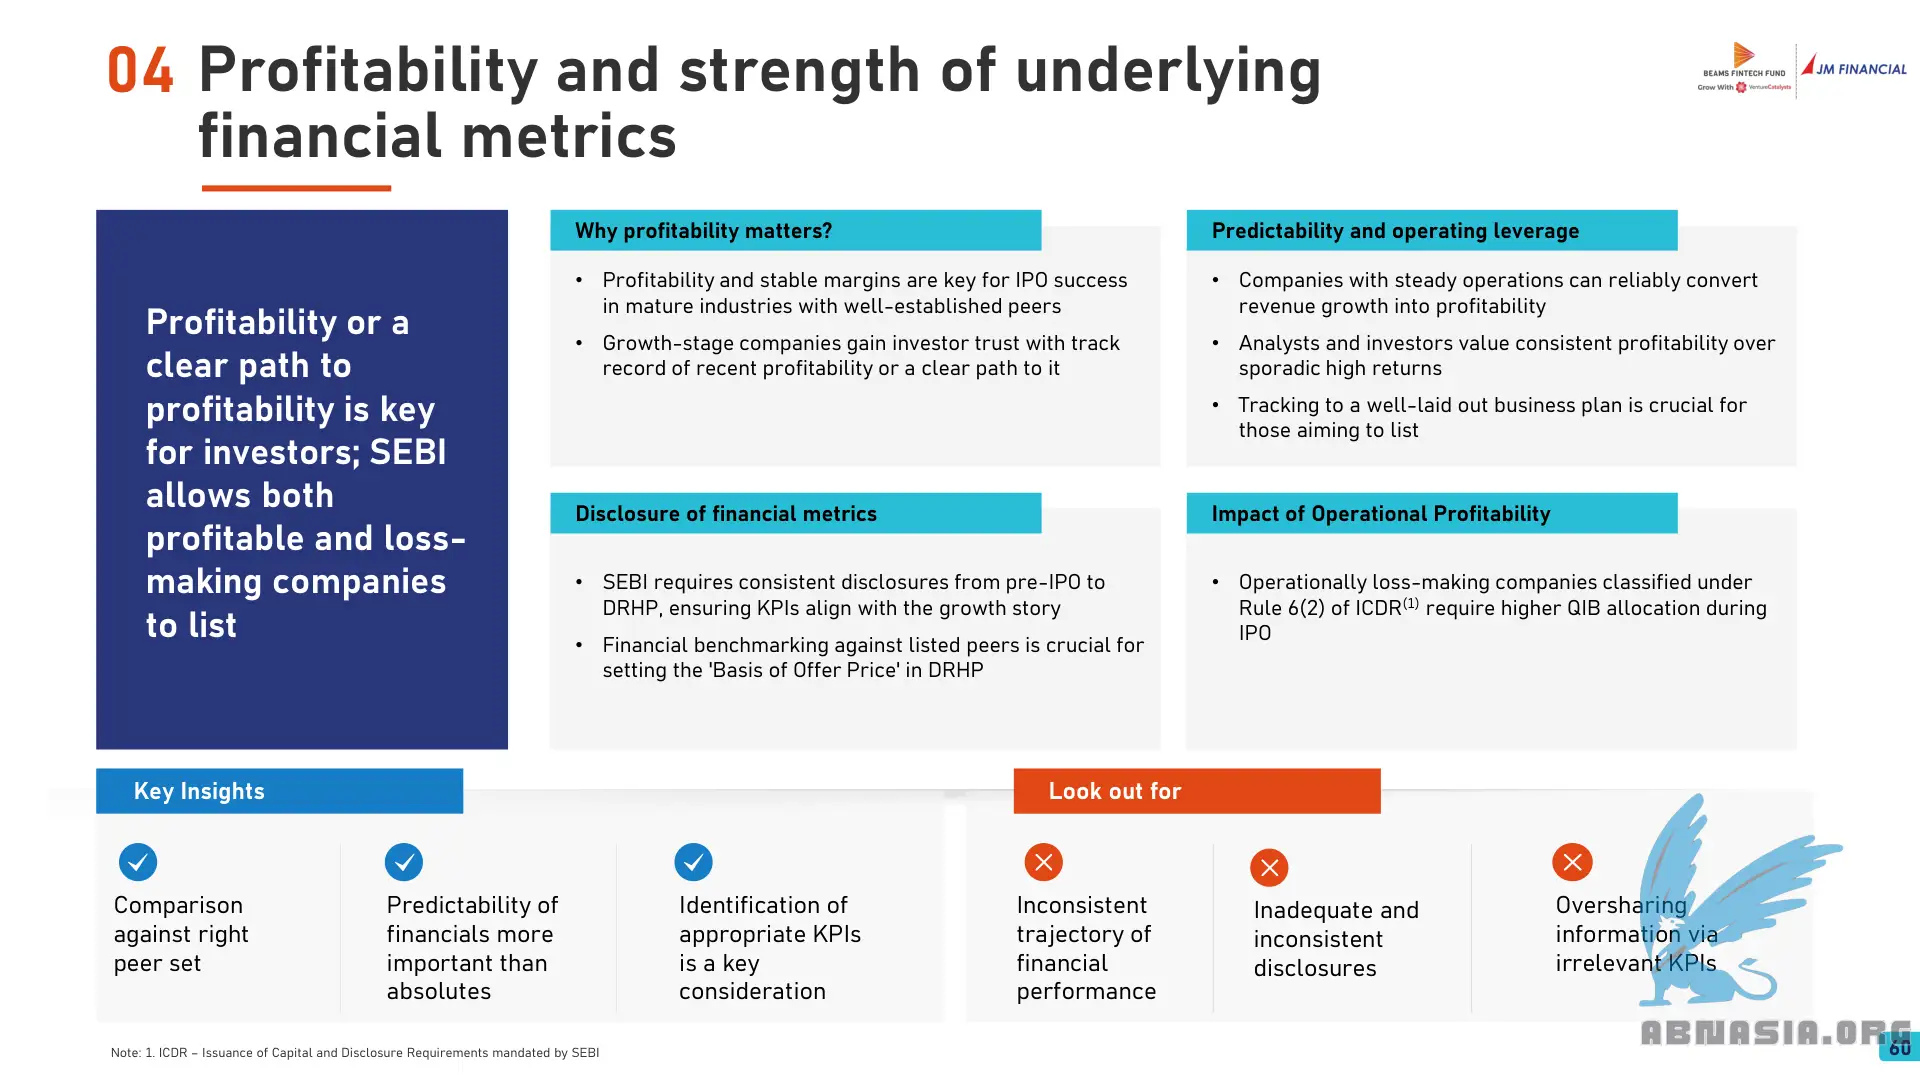 04 Profitability and strength of underlying
financial metrics
BEAMS FINTECH FUND
Grow With VentureCatalysts
JM FINANCIAL
Profitability or a
clear path to
profitability is key
for investors; SEBI
allows both
profitable and loss-
making companies
to list
Why profitability matters?
• Profitability and stable margins are key for IPO success
in mature industries with well-established peers
• Growth-stage companies gain investor trust with track
record of recent profitability or a clear path to it
Predictability and operating leverage
• Companies with steady operations can reliably convert
revenue growth into profitability
• Analysts and investors value consistent profitability over
sporadic high returns
• Tracking to a well-laid out business plan is crucial for
those aiming to list
Disclosure of financial metrics
• SEBI requires consistent disclosures from pre-IPO to
DRHP, ensuring KPIs align with the growth story
• Financial benchmarking against listed peers is crucial for
setting the 'Basis of Offer Price' in DRHP
Impact of Operational Profitability
• Operationally loss-making companies classified under
Rule 6(2) of ICDR(1) require higher QIB allocation during
IPO
Key Insights
Comparison
against right
peer set
Predictability of
financials more
important than
absolutes
Identification of
appropriate KPIs
is a key
consideration
Look out for
Inconsistent
trajectory of
financial
performance
Inadequate and
inconsistent
disclosures
Oversharing
information via
irrelevant KPIs
Note: 1. ICDR – Issuance of Capital and Disclosure Requirements mandated by SEBI
ABNASIA.ORG
60